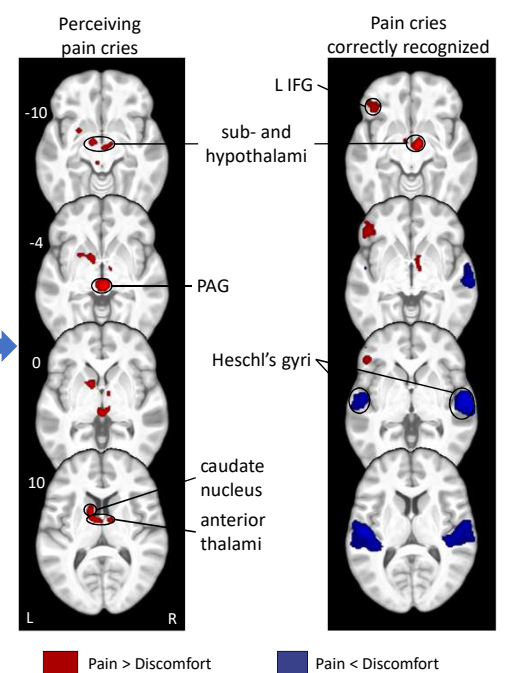 Perceiving
pain cries
Pain cries
correctly recognized
-10
L IFG
sub- and
hypothalami
-4
PAG
0
Heschl's gyri
10
caudate
nucleus
anterior
thalami
L
R
Pain > Discomfort
Pain < Discomfort